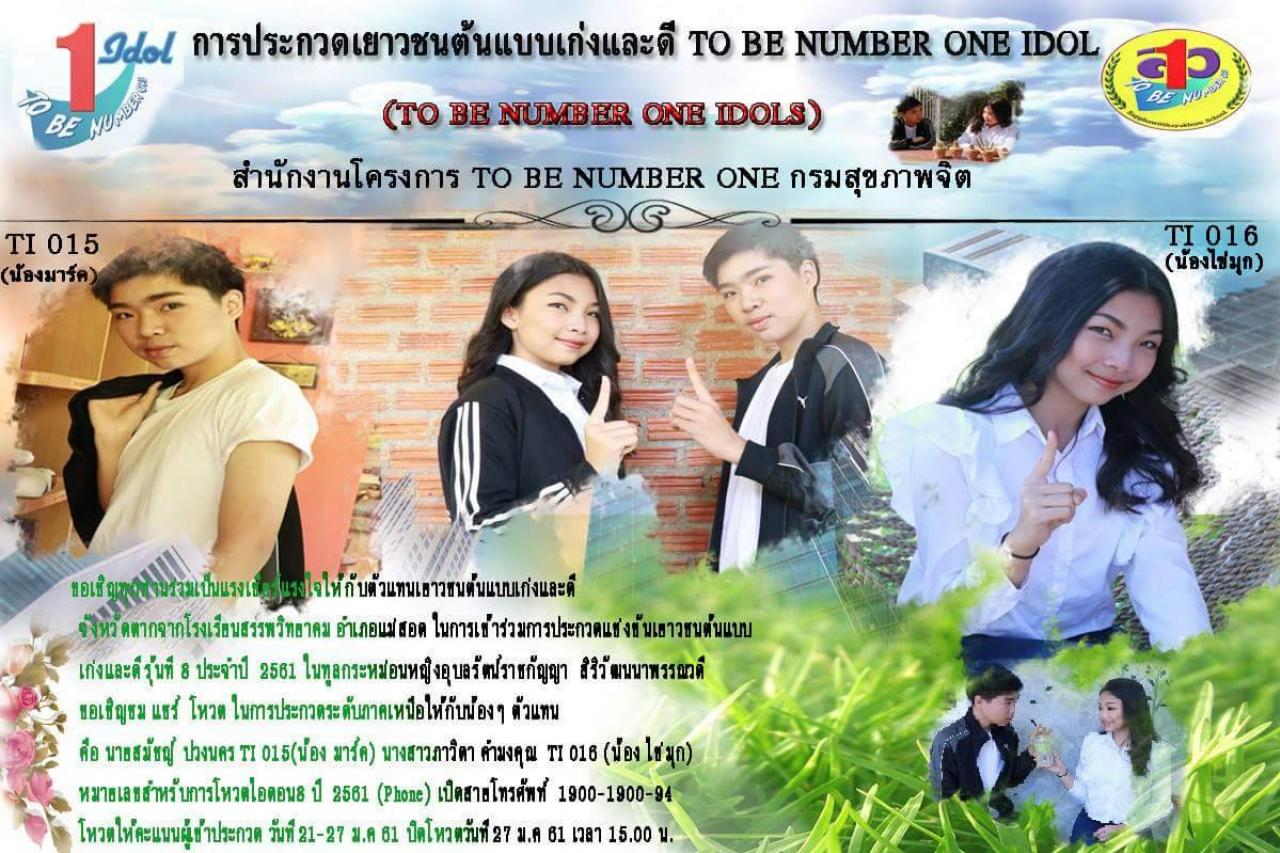 1 Idol
TO BE NUMBER ONE
การประกวดเยาวชนต้นแบบเก่งและดี TO BE NUMBER ONE IDOL
(TO BE NUMBER ONE IDOLS)
สำนักงานโครงการ TO BE NUMBER ONE กรมสุขภาพจิต
TO BE NUMBER
Sapphawitthayakhom School
TI 015
(น้องมาร์ค)
TI 016
(น้องไข่มุก)
ขอเชิญทุกท่านร่วมเป็นแรงเชียร์แรงใจให้กับตัวแทนเยาวชนต้นแบบเก่งและดี
จังหวัดตากจากโรงเรียนสรรพวิทยาคม อำเภอแม่สอด ในการเข้าร่วมการประกวดแข่งขันเยาวชนต้นแบบ
เก่งและดีรุ่นที่ 8 ประจำปี 2561 ในทูลกระหม่อมหญิงอุบลรัตน์ราชกัญญา สิริวัฒนนาพรรณวดี
ขอเชิญชม แชร์ โหวต ในการประกวดระดับภาคเหนือให้กับน้องๆ ตัวแทน
คือ นายสมัชญ์ ปวงนคร TI 015(น้อง มาร์ค) นางสาวภาวิตา คำมงคุณ TI 016 (น้อง ไข่มุก)
หมายเลขสำหรับการโหวตไอดอล8 ปี 2561 (Phone) เปิดสายโทรศัพท์ 1900-1900-94
โหวตให้คะแนนผู้เข้าประกวด วันที่ 21-27 ม.ค 61 ปิดโหวตวันที่ 27 ม.ค 61 เวลา 15.00 น.